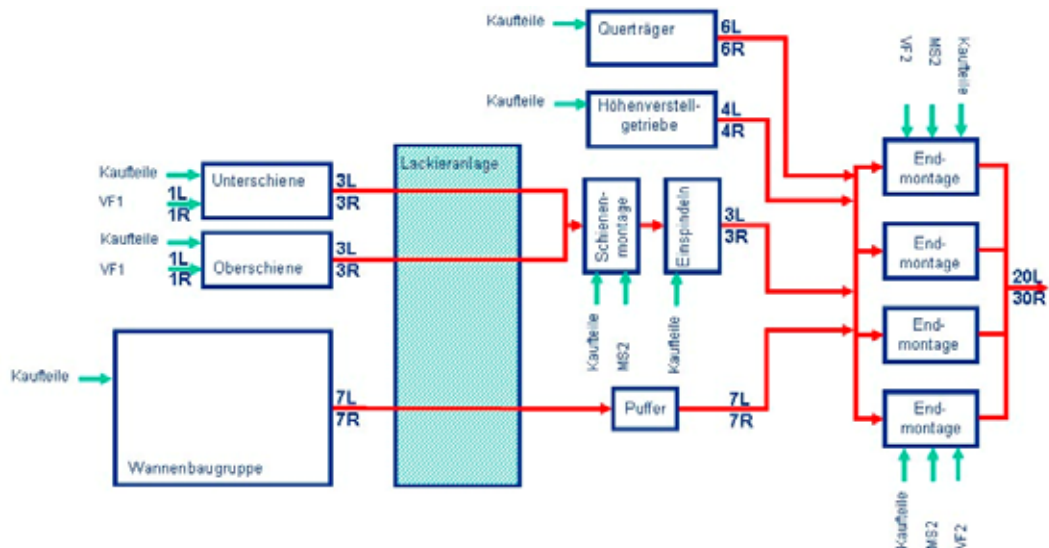 Kaufteile
Querträger
6L
6R
Kaufteile
Höhenverstell-
getriebe
4L
4R
Lackieranlage
Kaufteile
VF1
1L
1R
Unterschiene
3L
3R
Kaufteile
VF1
1L
1R
Oberschiene
3L
3R
Schienen-
montage
Einspindeln
3L
3R
Kaufteile
MS2
Kaufteile
Kaufteile
Wannenbaugruppe
7L
7R
Puffer
7L
7R
VF2
MS2
Kaufteile
End-
montage
End-
montage
End-
montage
End-
montage
20L
30R
Kaufteile
MS2
VF2